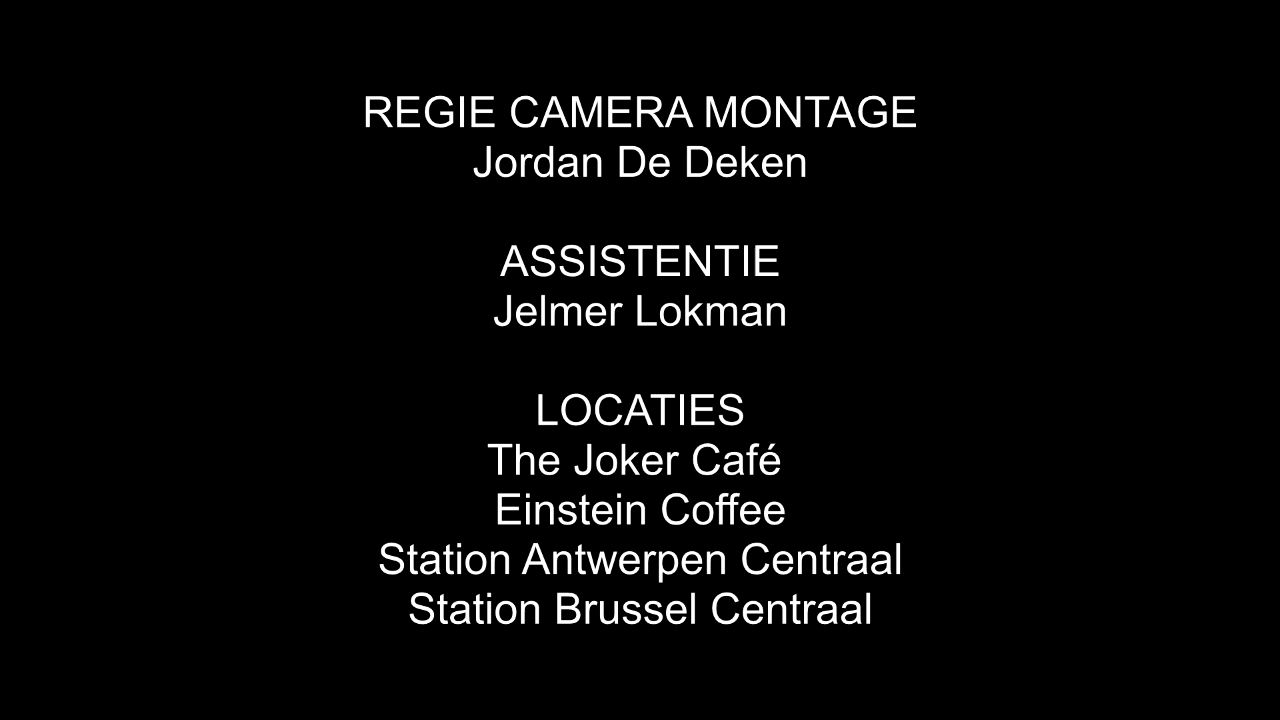 REGIE CAMERA MONTAGE
Jordan De Deken
ASSISTENTIE
Jelmer Lokman
LOCATIES
The Joker Café
Einstein Coffee
Station Antwerpen Centraal
Station Brussel Centraal